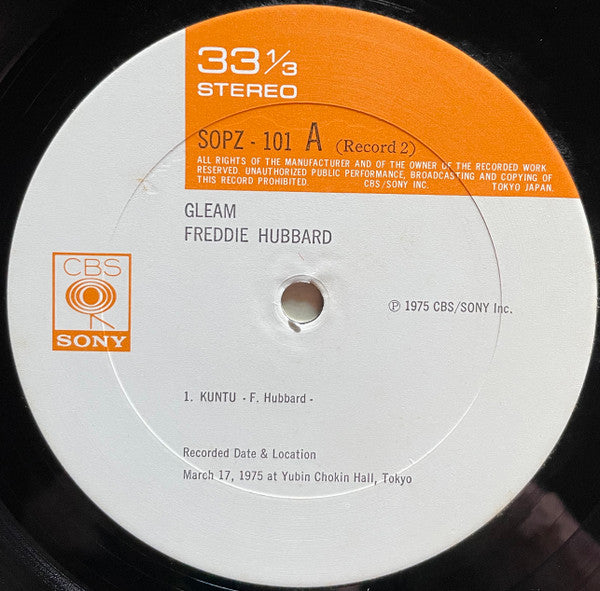 33 1/3
STEREO
SOPZ - 101 A (Record 2)
ALL RIGHTS OF THE MANUFACTURER AND OF THE OWNER OF THE RECORDED WORK
RESERVED. UNAUTHORIZED PUBLIC PERFORMANCE, BROADCASTING AND COPYING OF
THIS RECORD PROHIBITED. CBS/SONY INC. TOKYO JAPAN.
GLEAM
FREDDIE HUBBARD
CBS
SONY
℗ 1975 CBS/SONY Inc.
1. KUNTU - F. Hubbard -
Recorded Date & Location
March 17, 1975 at Yubin Chokin Hall, Tokyo